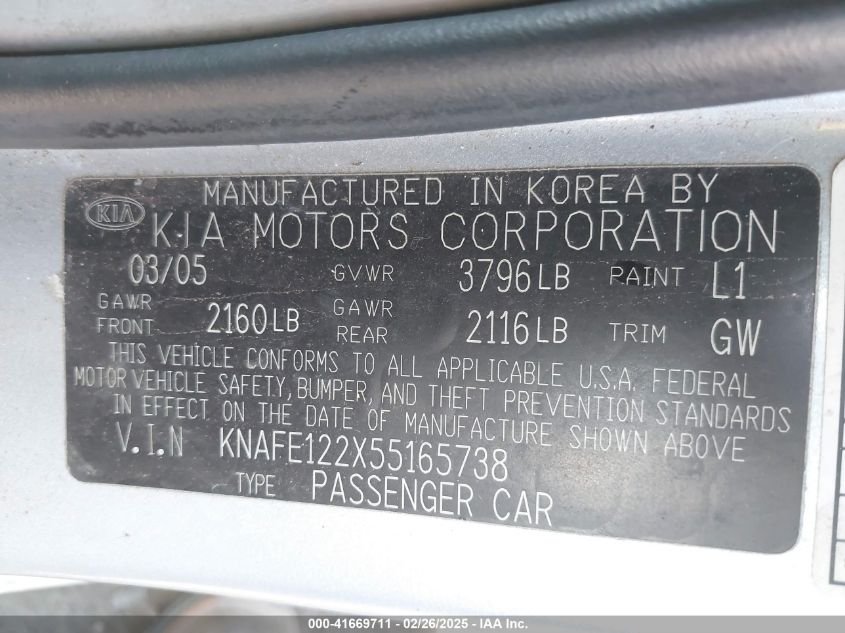 MANUFACTURED IN KOREA BY
KIA KIA MOTORS CORPORATION
03/05 GVWR 3796LB PAINT L1
GAWR FRONT 2160LB GAWR REAR 2116LB TRIM GW
THIS VEHICLE CONFORMS TO ALL APPLICABLE U.S.A. FEDERAL
MOTOR VEHICLE SAFETY, BUMPER, AND THEFT PREVENTION STANDARDS
IN EFFECT ON THE DATE OF MANUFACTURE SHOWN ABOVE
V.I.N KNAFE122X55165738
TYPE PASSENGER CAR
000-41669711 - 02/26/2025 - IAA Inc.